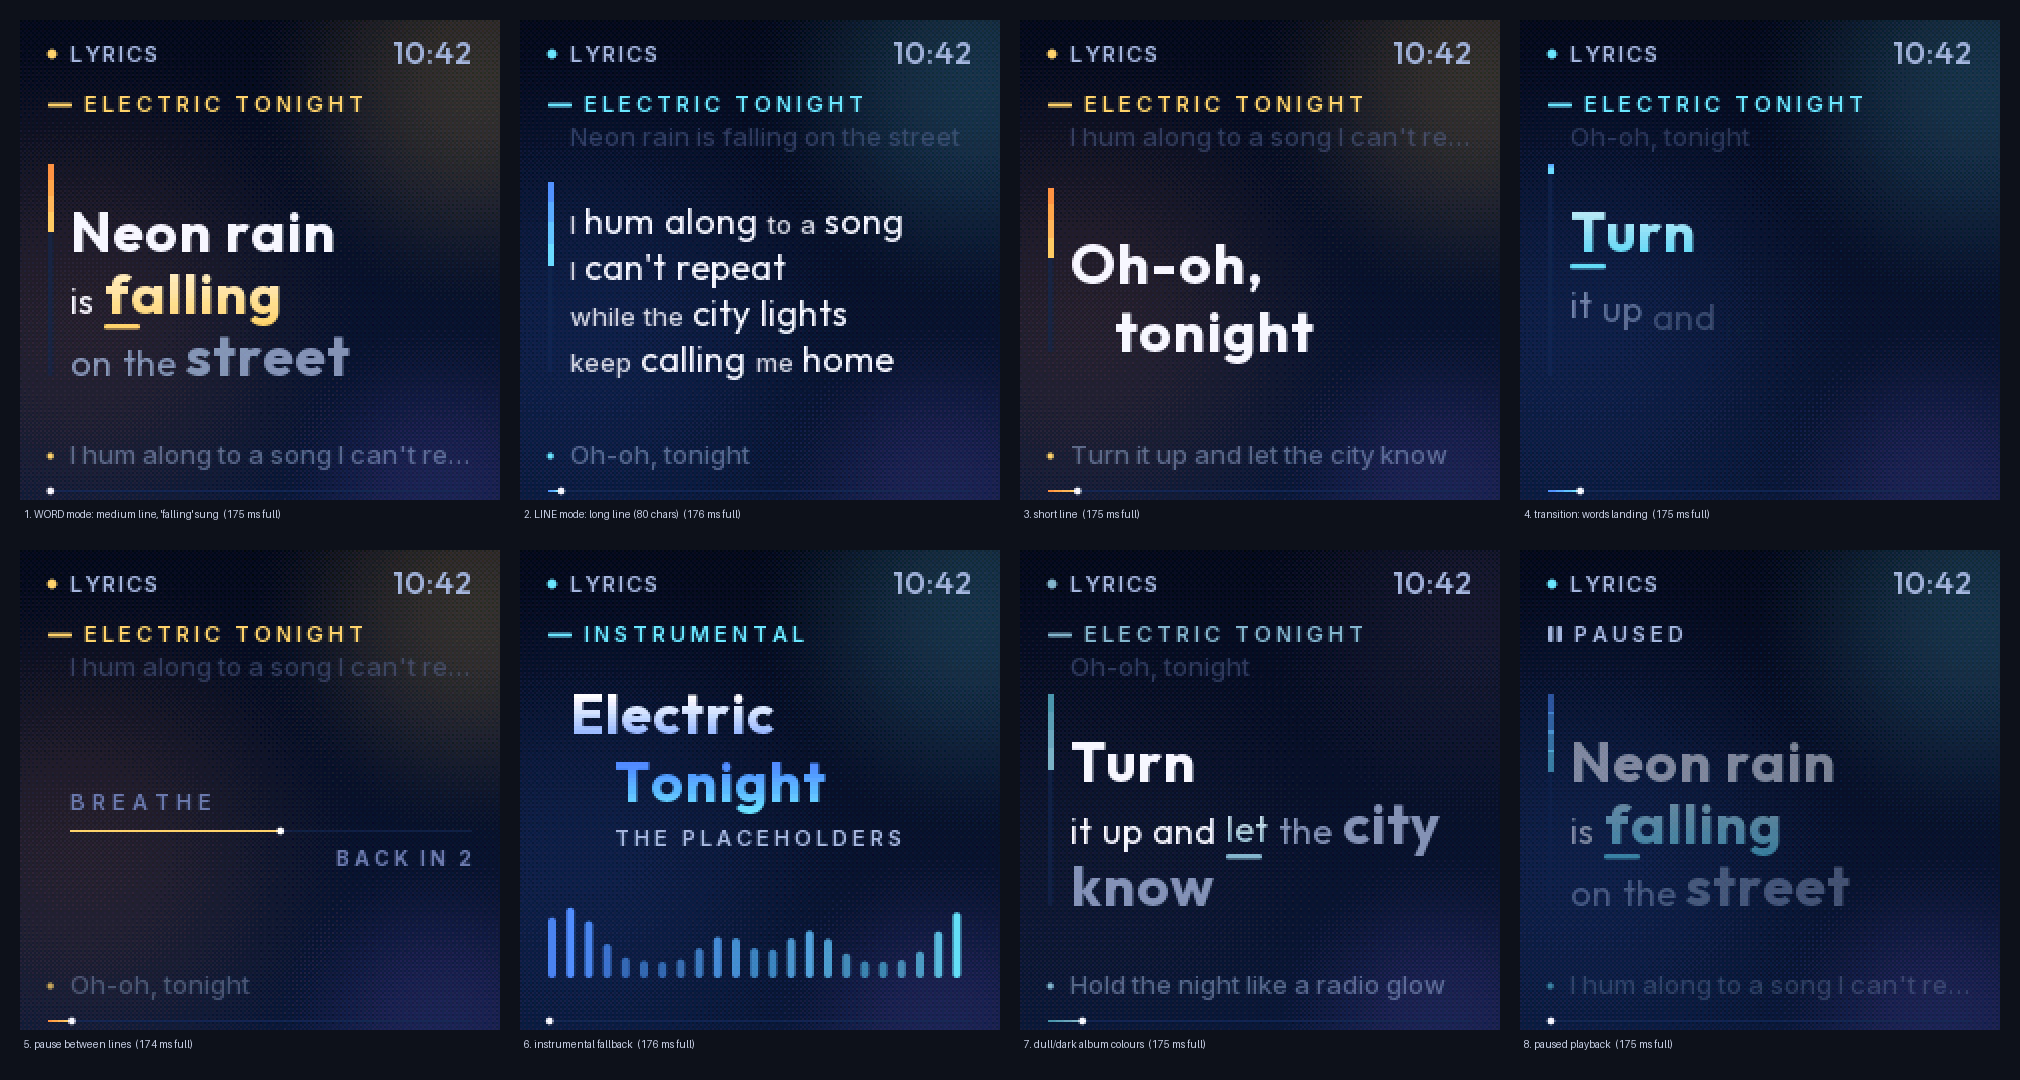 LYRICS 10:42
ELECTRIC TONIGHT
Neon rain
is falling
on the street
I hum along to a song I can't re...
1. WORD mode: medium line, 'falling' sung (175 ms full)
LYRICS 10:42
ELECTRIC TONIGHT
Neon rain is falling on the street
I hum along to a song
I can't repeat
while the city lights
keep calling me home
Oh-oh, tonight
2. LINE mode: long line (80 chars) (176 ms full)
LYRICS 10:42
ELECTRIC TONIGHT
I hum along to a song I can't re...
Oh-oh,
tonight
Turn it up and let the city know
3. short line (175 ms full)
LYRICS 10:42
ELECTRIC TONIGHT
Oh-oh, tonight
Turn
it up and
4. transition: words landing (175 ms full)
LYRICS 10:42
ELECTRIC TONIGHT
I hum along to a song I can't re...
BREATHE
BACK IN 2
Oh-oh, tonight
5. pause between lines (174 ms full)
LYRICS 10:42
INSTRUMENTAL
Electric
Tonight
THE PLACEHOLDERS
6. instrumental fallback (176 ms full)
LYRICS 10:42
ELECTRIC TONIGHT
Oh-oh, tonight
Turn
it up and let the city
know
Hold the night like a radio glow
7. dull/dark album colours (175 ms full)
LYRICS 10:42
PAUSED
Neon rain
is falling
on the street
I hum along to a song I can't re...
8. paused playback (175 ms full)